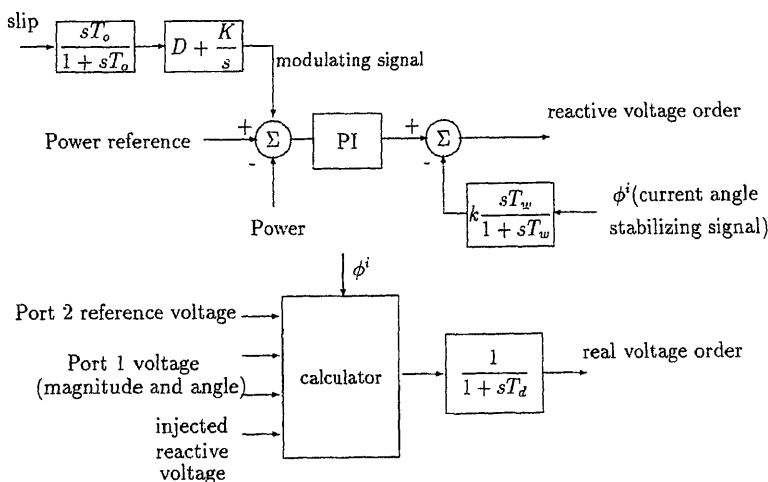 slip
sT_o
1 + sT_o
D + K
s
modulating signal
Power reference
+
-
Σ
PI
+
-
Σ
reactive voltage order
Power
k sT_w
1 + sT_w
ϕ^i(current angle
stabilizing signal)
ϕ^i
Port 2 reference voltage
Port 1 voltage
(magnitude and angle)
injected
reactive
voltage
calculator
1
1 + sT_d
real voltage order